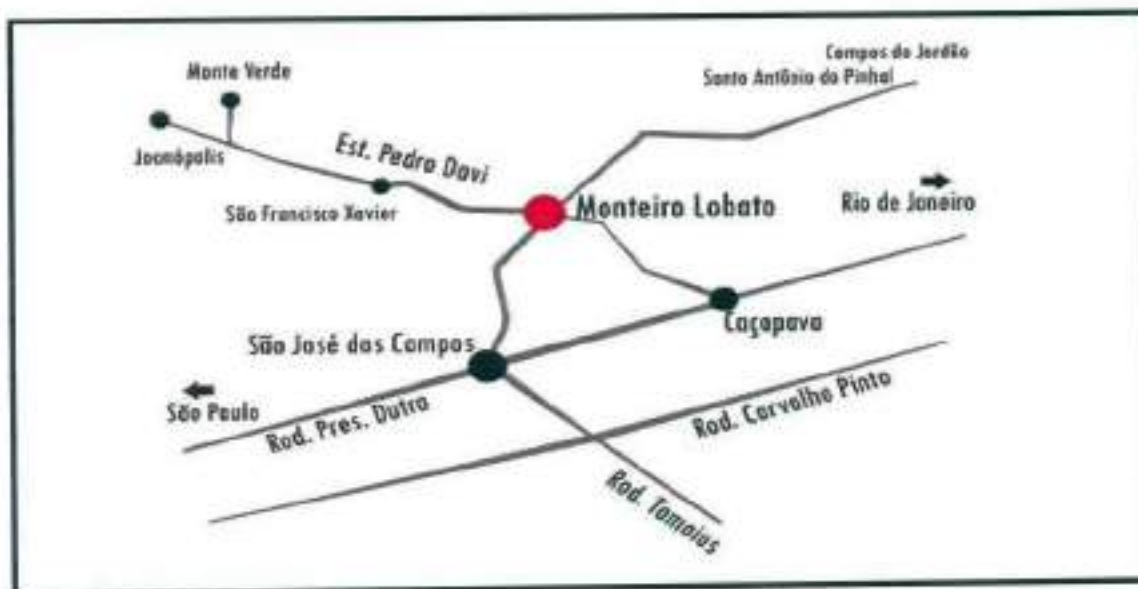 Campos do Jordão
Santo Antônio do Pinhal
Monte Verde
Joanópolis
Est. Pedro Davi
São Francisco Xavier
Monteiro Lobato
Rio de Janeiro
Caçapava
São José dos Campos
São Paulo
Rod. Pres. Dutra
Rod. Carvalho Pinto
Rod. Tamoios